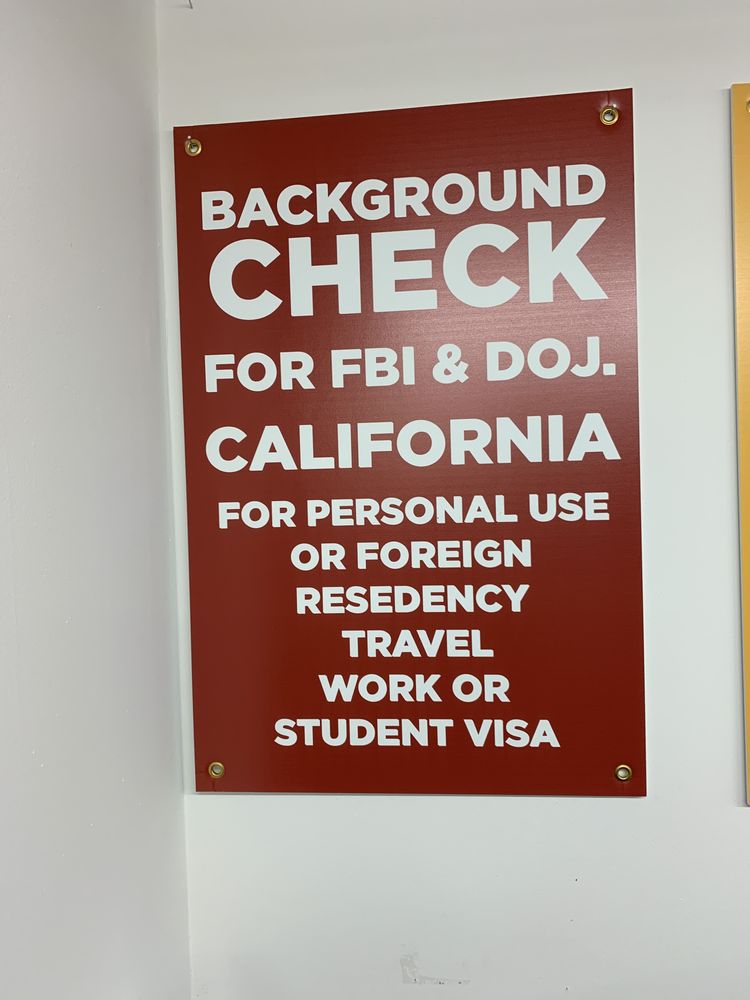 BACKGROUND
CHECK
FOR FBI & DOJ.
CALIFORNIA
FOR PERSONAL USE
OR FOREIGN
RESEDENCY
TRAVEL
WORK OR
STUDENT VISA